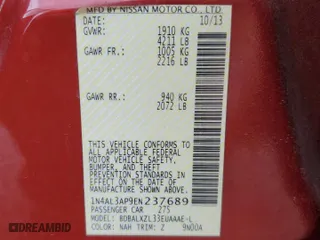 MFD BY NISSAN MOTOR CO., LTD.
DATE: 10/13
GVWR: 1910 KG
4211 LB
GAWR FR.: 1005 KG
2216 LB
GAWR RR.: 940 KG
2072 LB
THIS VEHICLE CONFORMS TO
ALL APPLICABLE U.S. FEDERAL
MOTOR VEHICLE SAFETY,
BUMPER, AND THEFT PREVENTION
STANDARDS IN EFFECT ON THE
DATE OF MANUFACTURE SHOWN
ABOVE.
1N4AL3AP9EN237689
PASSENGER CAR 275
MODEL: BDBALKZL33EUAAAE-L
COLOR: NAH TRIM: Z 9N00A
DREAMBID